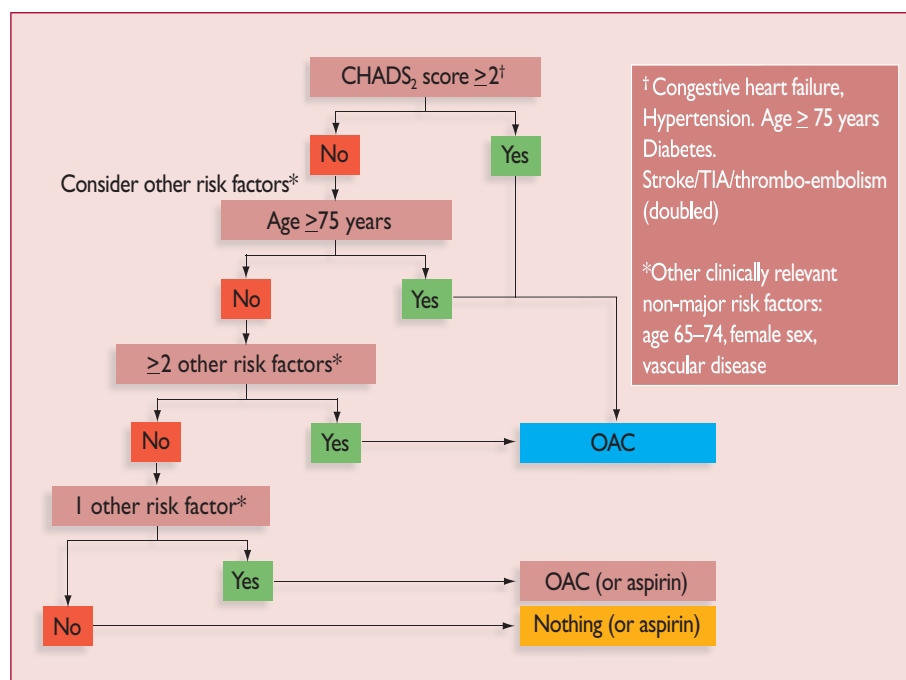 CHADS₂ score ≥2†
No
Yes
Consider other risk factors*
Age ≥75 years
No
Yes
≥2 other risk factors*
No
Yes
OAC
1 other risk factor*
Yes
OAC (or aspirin)
No
Nothing (or aspirin)
† Congestive heart failure,
Hypertension. Age ≥ 75 years
Diabetes.
Stroke/TIA/thrombo-embolism
(doubled)
*Other clinically relevant
non-major risk factors:
age 65–74, female sex,
vascular disease